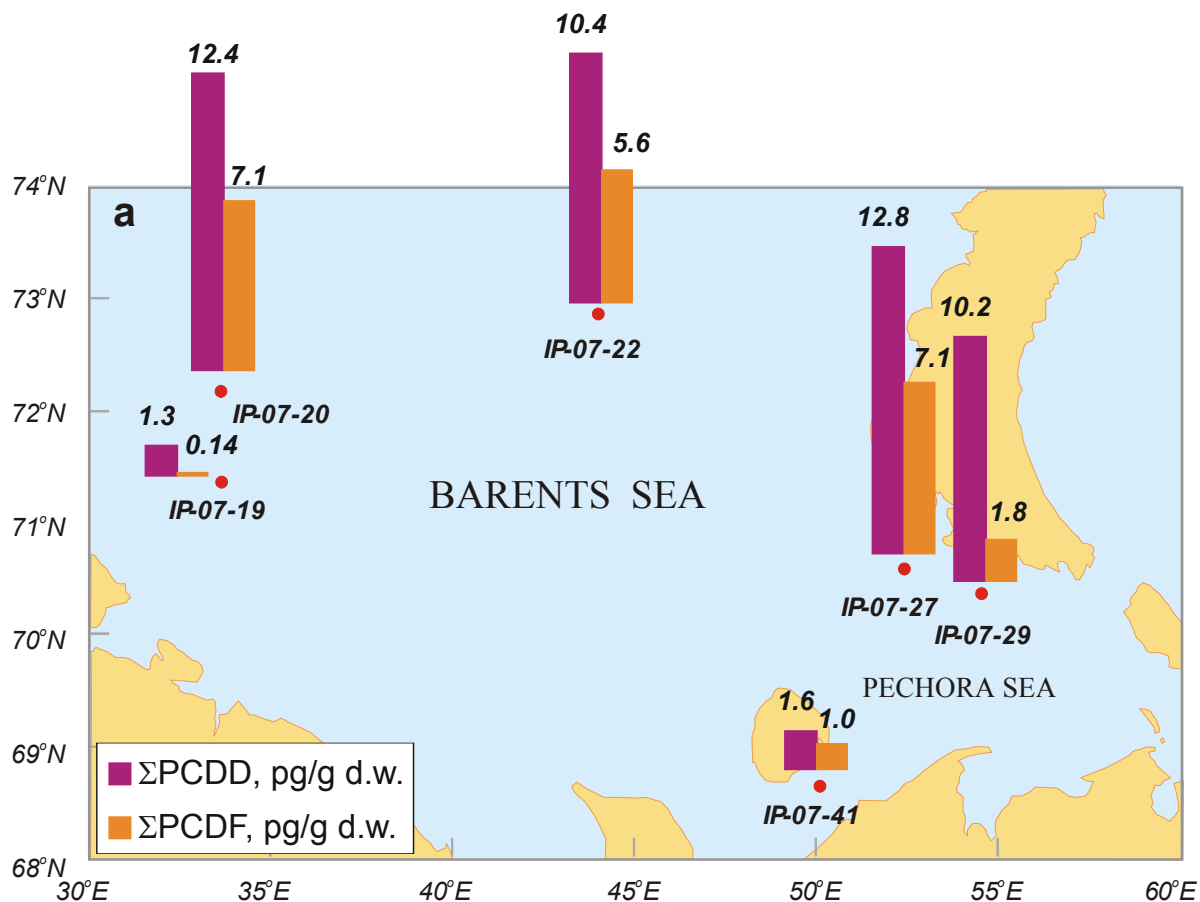 12.4
10.4
7.1
5.6
74°N
a
12.8
73°N
10.2
IP-07-22
7.1
72°N
1.3
IP-07-20
0.14
BARENTS SEA
IP-07-19
1.8
71°N
IP-07-27
IP-07-29
70°N
PECHORA SEA
1.6
1.0
69°N
ΣPCDD, pg/g d.w.
IP-07-41
ΣPCDF, pg/g d.w.
68°N
30°E 35°E 40°E 45°E 50°E 55°E 60°E